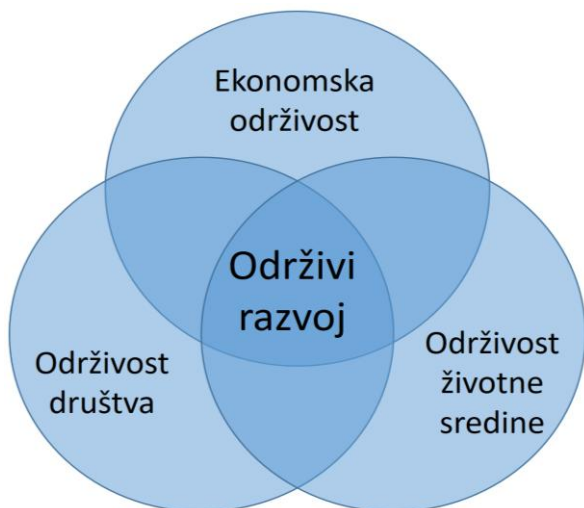 Ekonomska
održivost
Održivi
razvoj
Održivost
društva
Održivost
životne
sredine